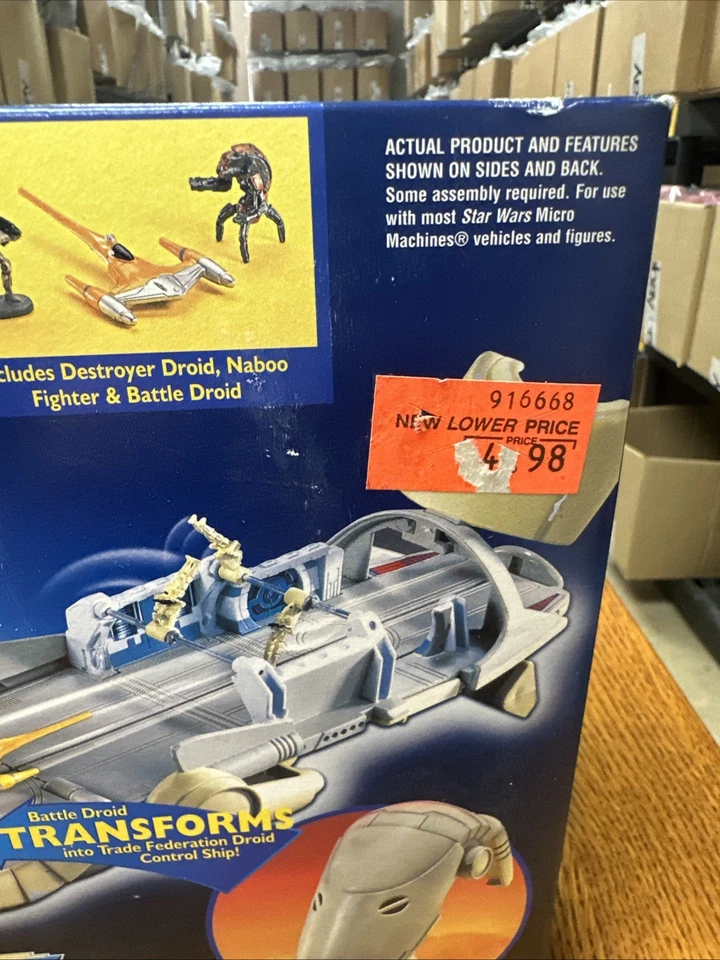 ACTUAL PRODUCT AND FEATURES
SHOWN ON SIDES AND BACK.
Some assembly required. For use
with most Star Wars Micro
Machines® vehicles and figures.
cludes Destroyer Droid, Naboo
Fighter & Battle Droid
916668
NEW LOWER PRICE
PRICE
4.98
Battle Droid
TRANSFORMS
into Trade Federation Droid
Control Ship!